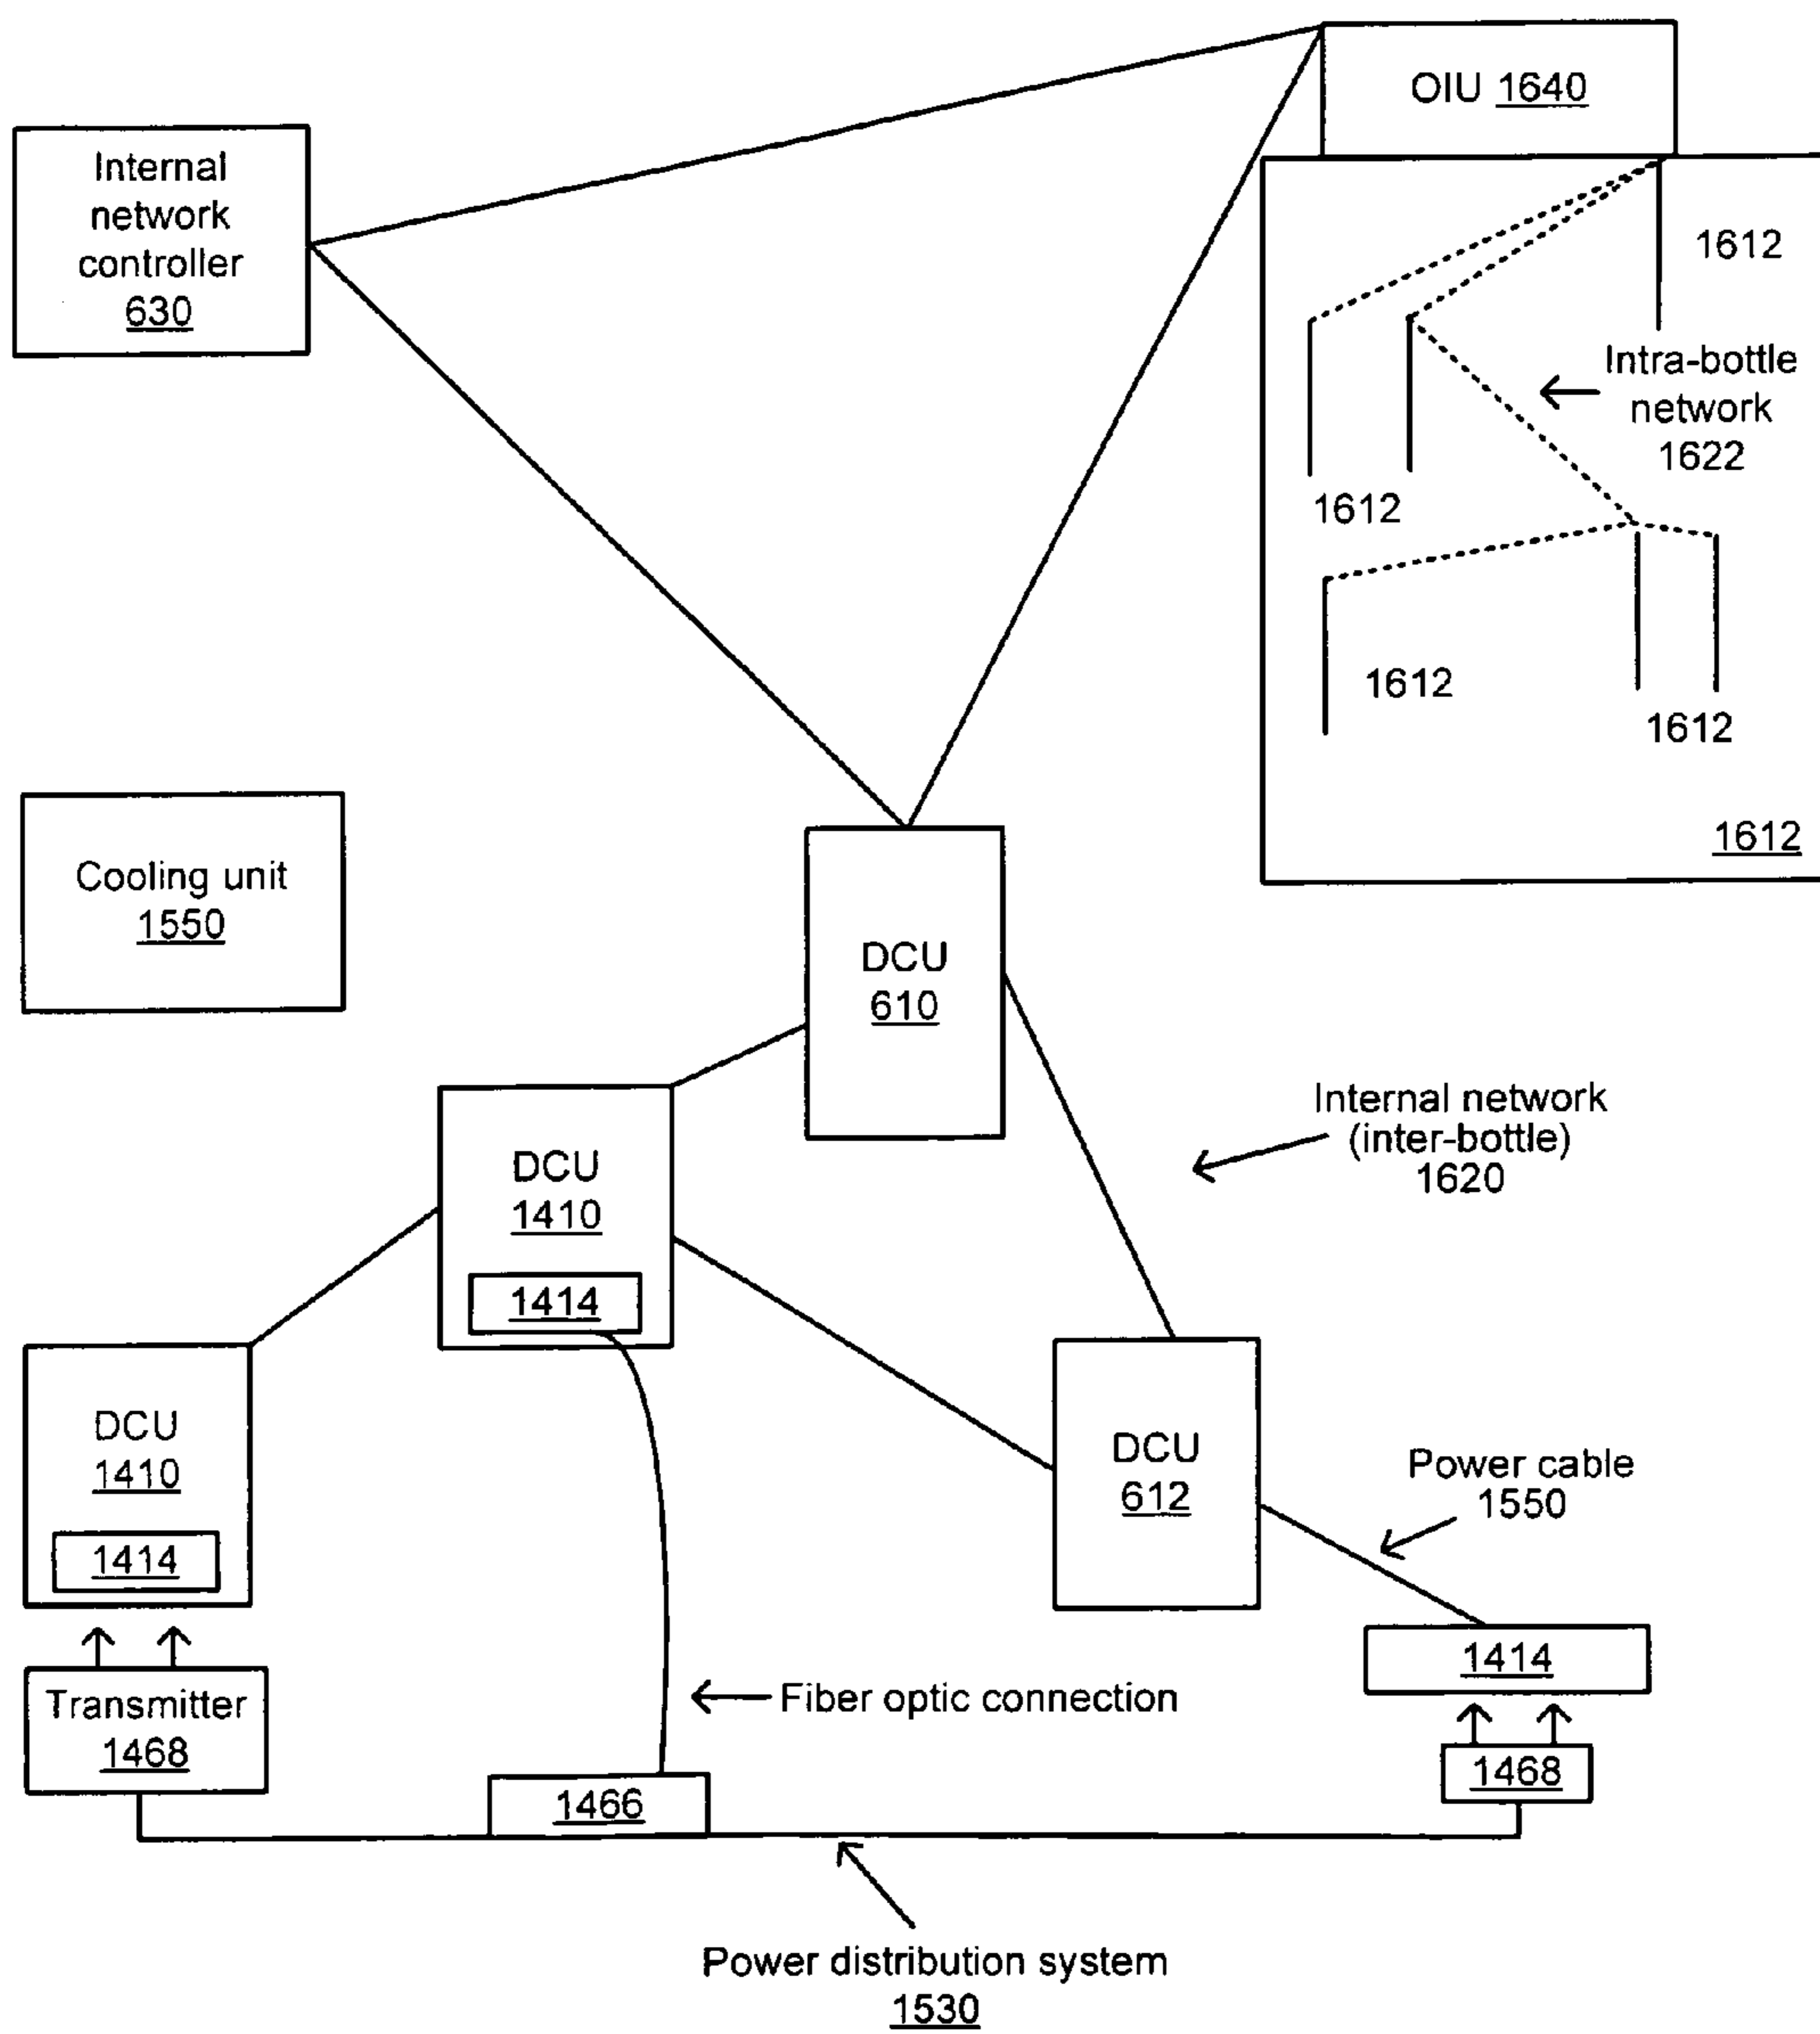 OIU 1640
Internal
network
controller
630
1612
Intra-bottle
network
1622
1612
1612
1612
1612
Cooling unit
1550
DCU
610
Internal network
(inter-bottle)
1620
DCU
1410
1414
DCU
1410
1414
DCU
612
Power cable
1550
1414
Transmitter
1468
Fiber optic connection
1468
1466
Power distribution system
1530